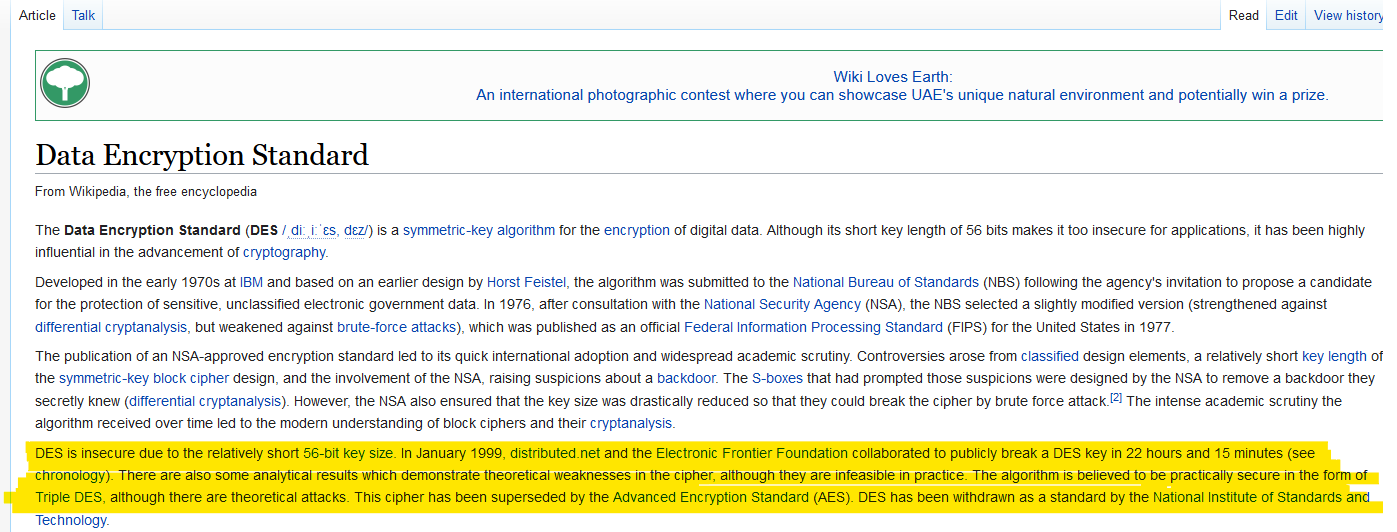 Article Talk Read Edit View history
Wiki Loves Earth:
An international photographic contest where you can showcase UAE's unique natural environment and potentially win a prize.
Data Encryption Standard
From Wikipedia, the free encyclopedia
The Data Encryption Standard (DES /ˌdiːˌiːˈɛs, dɛz/) is a symmetric-key algorithm for the encryption of digital data. Although its short key length of 56 bits makes it too insecure for applications, it has been highly
influential in the advancement of cryptography.
Developed in the early 1970s at IBM and based on an earlier design by Horst Feistel, the algorithm was submitted to the National Bureau of Standards (NBS) following the agency's invitation to propose a candidate
for the protection of sensitive, unclassified electronic government data. In 1976, after consultation with the National Security Agency (NSA), the NBS selected a slightly modified version (strengthened against
differential cryptanalysis, but weakened against brute-force attacks), which was published as an official Federal Information Processing Standard (FIPS) for the United States in 1977.
The publication of an NSA-approved encryption standard led to its quick international adoption and widespread academic scrutiny. Controversies arose from classified design elements, a relatively short key length of
the symmetric-key block cipher design, and the involvement of the NSA, raising suspicions about a backdoor. The S-boxes that had prompted those suspicions were designed by the NSA to remove a backdoor they
secretly knew (differential cryptanalysis). However, the NSA also ensured that the key size was drastically reduced so that they could break the cipher by brute force attack.[2] The intense academic scrutiny the
algorithm received over time led to the modern understanding of block ciphers and their cryptanalysis.
DES is insecure due to the relatively short 56-bit key size. In January 1999, distributed.net and the Electronic Frontier Foundation collaborated to publicly break a DES key in 22 hours and 15 minutes (see
chronology). There are also some analytical results which demonstrate theoretical weaknesses in the cipher, although they are infeasible in practice. The algorithm is believed to be practically secure in the form of
Triple DES, although there are theoretical attacks. This cipher has been superseded by the Advanced Encryption Standard (AES). DES has been withdrawn as a standard by the National Institute of Standards and
Technology.